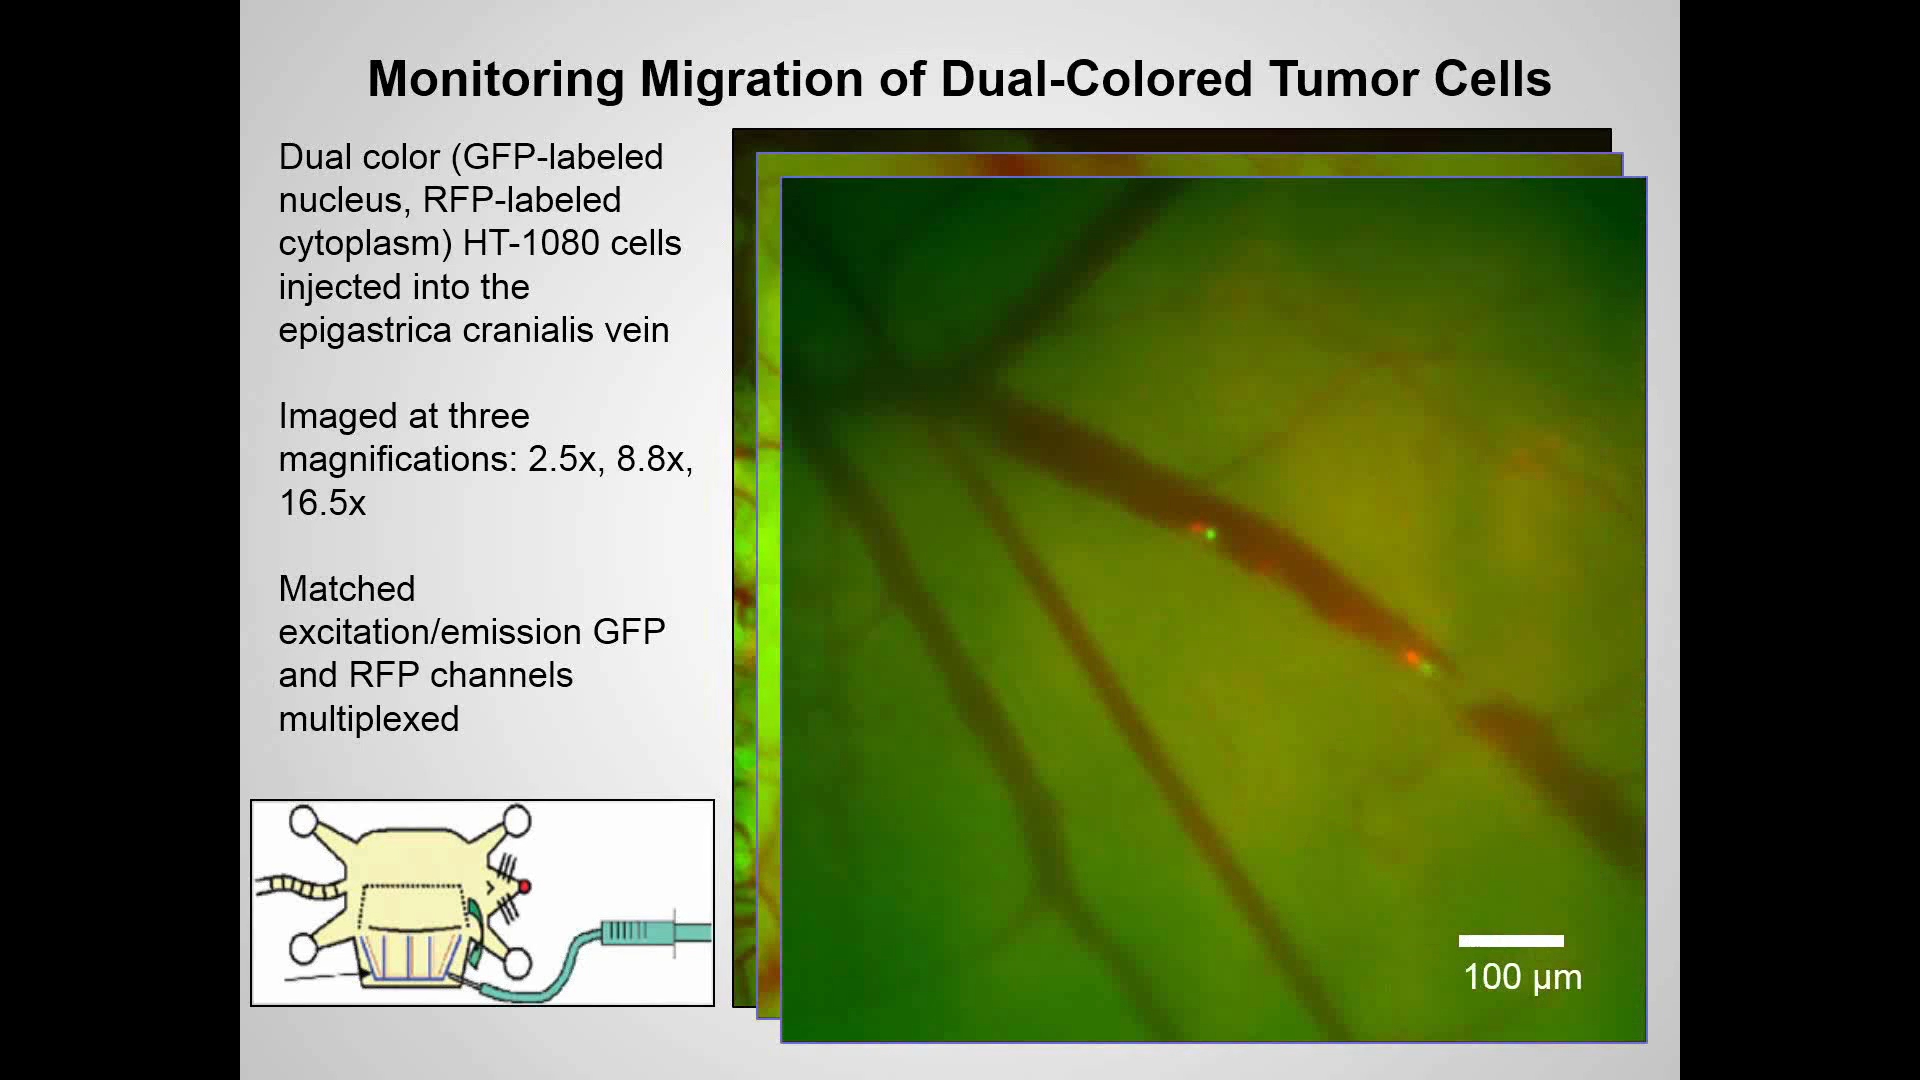 Monitoring Migration of Dual-Colored Tumor Cells
Dual color (GFP-labeled
nucleus, RFP-labeled
cytoplasm) HT-1080 cells
injected into the
epigastrica cranialis vein
Imaged at three
magnifications: 2.5x, 8.8x,
16.5x
Matched
excitation/emission GFP
and RFP channels
multiplexed
100 µm